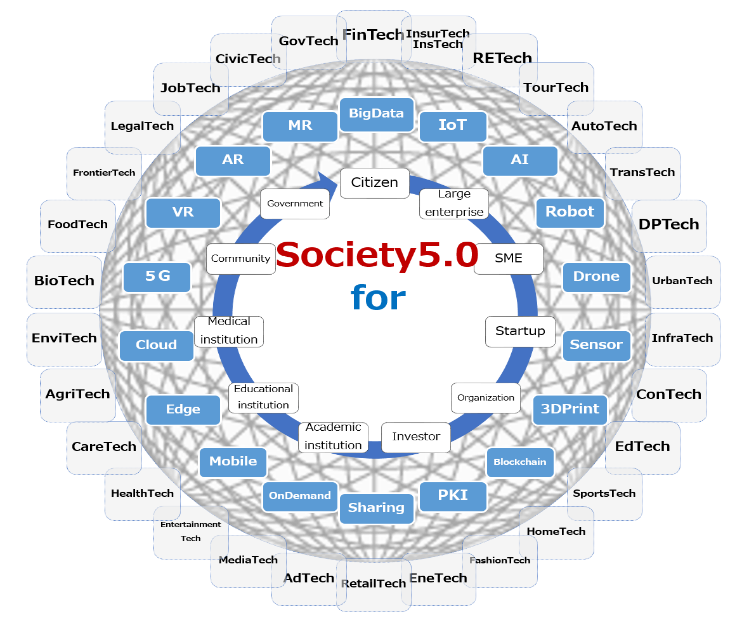 FinTech
InsurTech
InsTech
RETech
TourTech
AutoTech
TransTech
DPTech
UrbanTech
InfraTech
ConTech
EdTech
SportsTech
HomeTech
FashionTech
EneTech
RetailTech
AdTech
MediaTech
Entertainment
Tech
HealthTech
CareTech
AgriTech
EnviTech
BioTech
FoodTech
FrontierTech
LegalTech
JobTech
CivicTech
GovTech
BigData
IoT
AI
Robot
Drone
Sensor
3DPrint
Blockchain
PKI
Sharing
OnDemand
Mobile
Edge
Cloud
5G
VR
AR
MR
Citizen
Large
enterprise
SME
Startup
Organization
Investor
Academic
institution
Educational
institution
Medical
institution
Community
Government
Society5.0
for